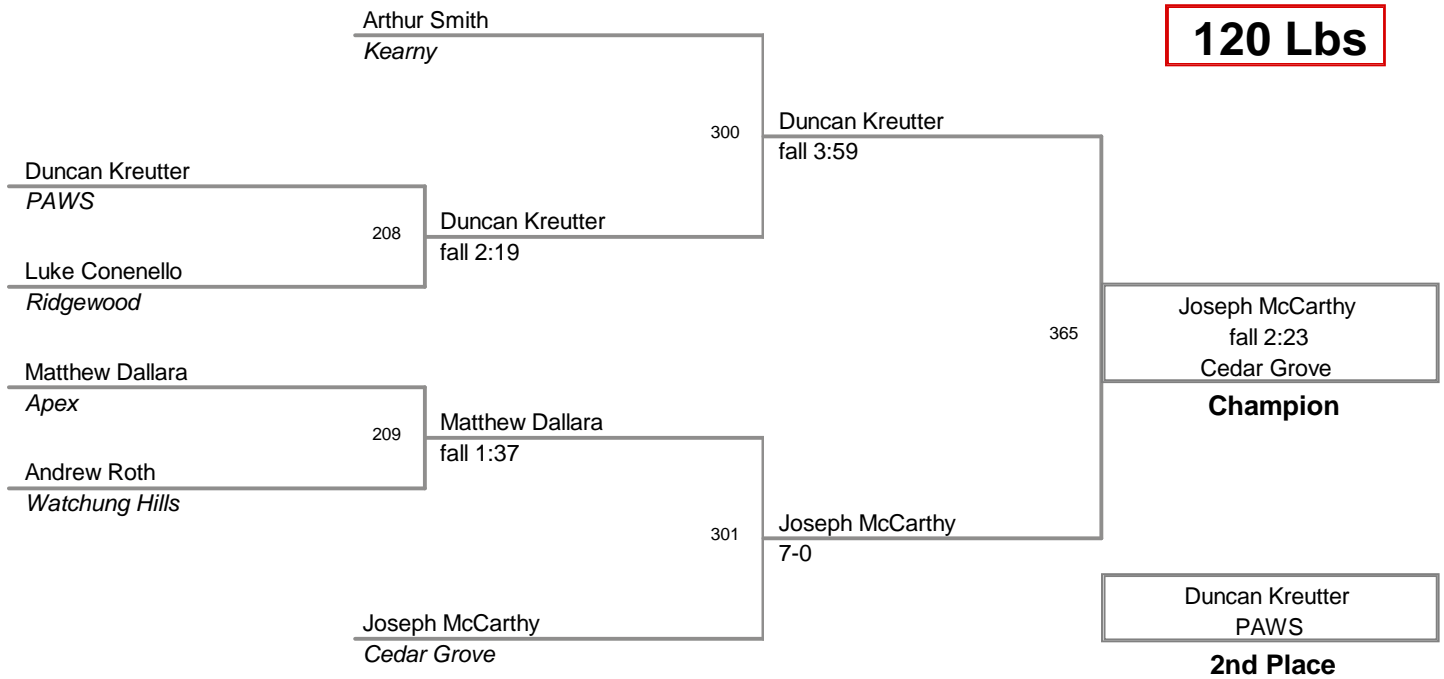 Arthur Smith
Kearny
120 Lbs
300
Duncan Kreutter
fall 3:59
Duncan Kreutter
PAWS
208
Duncan Kreutter
fall 2:19
Luke Conenello
Ridgewood
365
Joseph McCarthy
fall 2:23
Cedar Grove
Champion
Matthew Dallara
Apex
209
Matthew Dallara
fall 1:37
Andrew Roth
Watchung Hills
301
Joseph McCarthy
7-0
Joseph McCarthy
Cedar Grove
Duncan Kreutter
PAWS
2nd Place